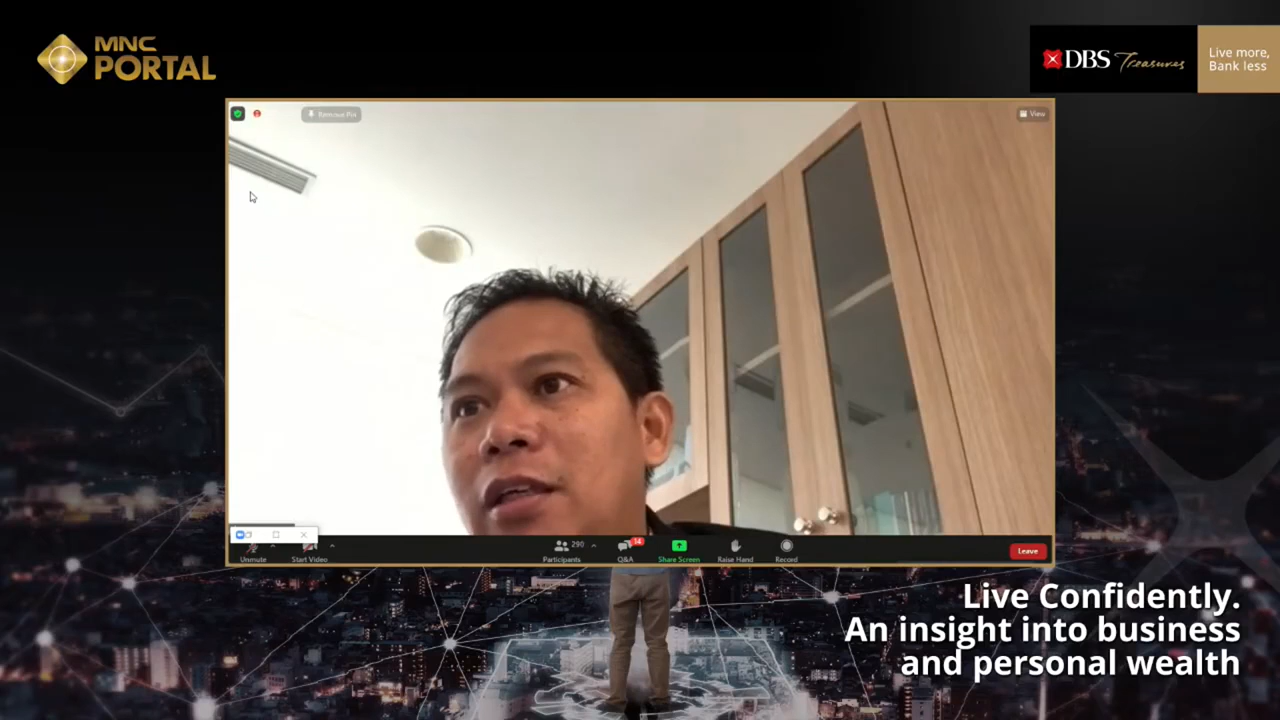 MNC
PORTAL
DBS Treasures
Live more,
Bank less
Remove Pin
View
Unmute
Start Video
290
Participants
14
Q&A
Share Screen
Raise Hand
Record
Leave
Live Confidently.
An insight into business
and personal wealth